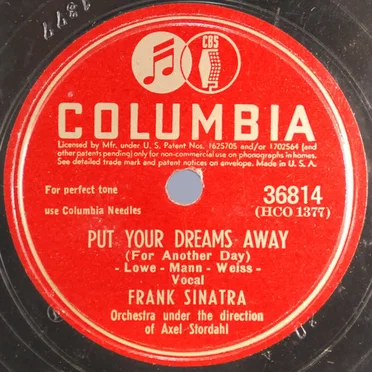 CBS
COLUMBIA
Licensed by Mfr. under U. S. Patent Nos. 1625705 and/or 1702564 (and
other patents pending) only for non-commercial use on phonographs in homes.
See detailed trade mark and patent notices on envelope. Made in U. S. A.
For perfect tone
use Columbia Needles
36814
(HCO 1377)
PUT YOUR DREAMS AWAY
(For Another Day)
- Lowe - Mann - Weiss -
Vocal
FRANK SINATRA
Orchestra under the direction
of Axel Stordahl